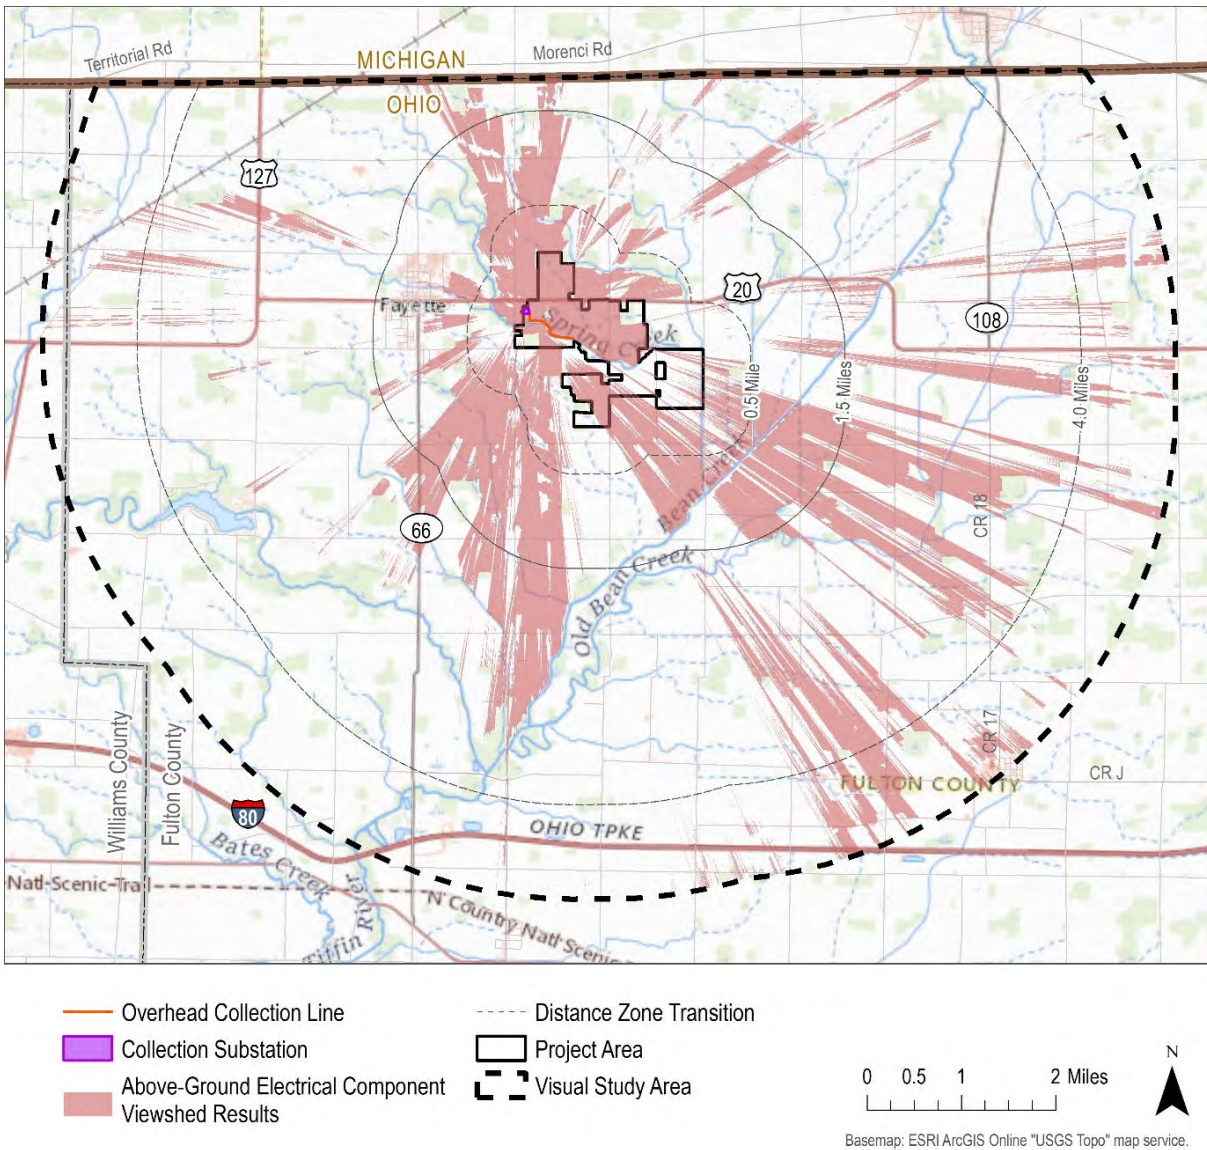 Territorial Rd
MICHIGAN
Morenci Rd
OHIO
127
20
Fayette
108
Spring Creek
0.5 Mile
1.5 Miles
4.0 Miles
Bean Creek
66
CR 18
Old Bean Creek
Williams County
Fulton County
CR 17
CR J
FULTON COUNTY
80
OHIO TPKE
Bates Creek
Natl-Scenic-Trail
N Country Natl Scenic
Tiffin River
Overhead Collection Line
Collection Substation
Above-Ground Electrical Component
Viewshed Results
Distance Zone Transition
Project Area
Visual Study Area
0 0.5 1 2 Miles
N
Basemap: ESRI ArcGIS Online "USGS Topo" map service.